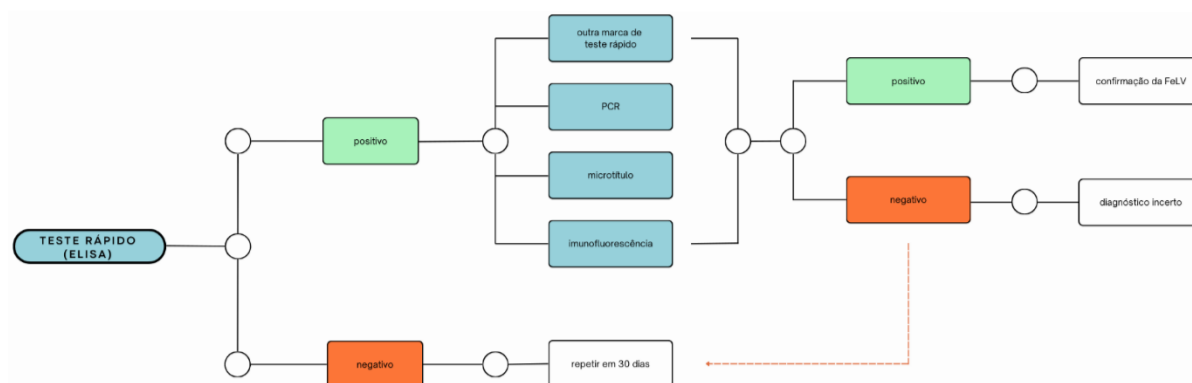 TESTE RÁPIDO
(ELISA)
positivo
negativo
outra marca de
teste rápido
PCR
microtítulo
imunofluorescência
repetir em 30 dias
positivo
negativo
confirmação da FeLV
diagnóstico incerto